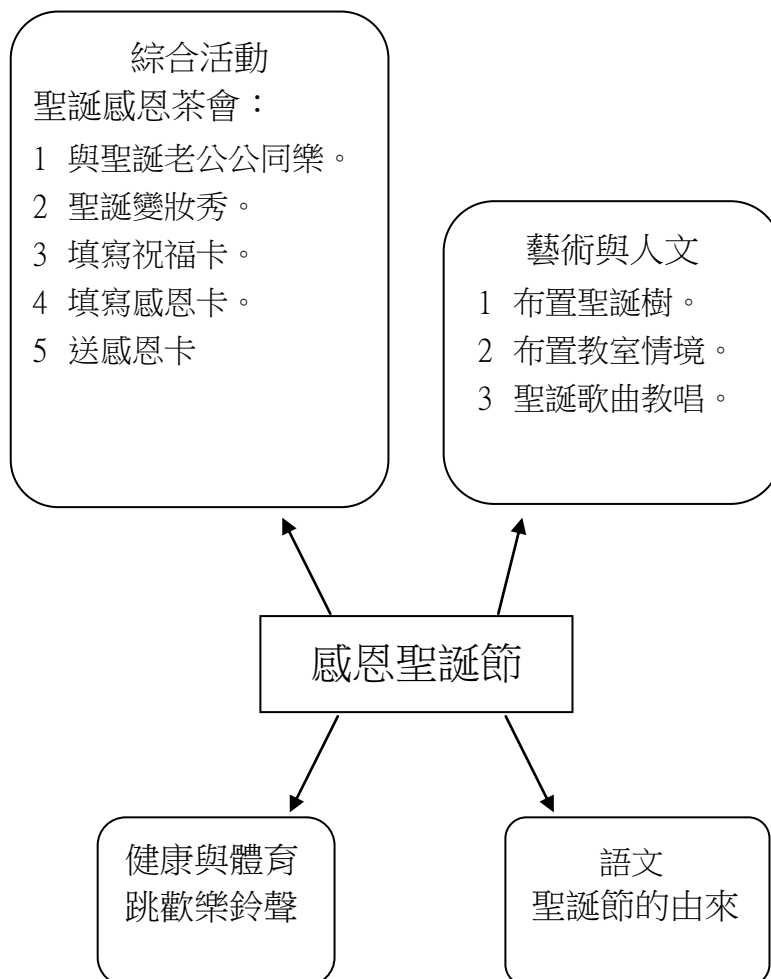 綜合活動
聖誕感恩茶會：
1 與聖誕老公公同樂。
2 聖誕變妝秀。
3 填寫祝福卡。
4 填寫感恩卡。
5 送感恩卡
藝術與人文
1 布置聖誕樹。
2 布置教室情境。
3 聖誕歌曲教唱。
感恩聖誕節
健康與體育
跳歡樂鈴聲
語文
聖誕節的由來